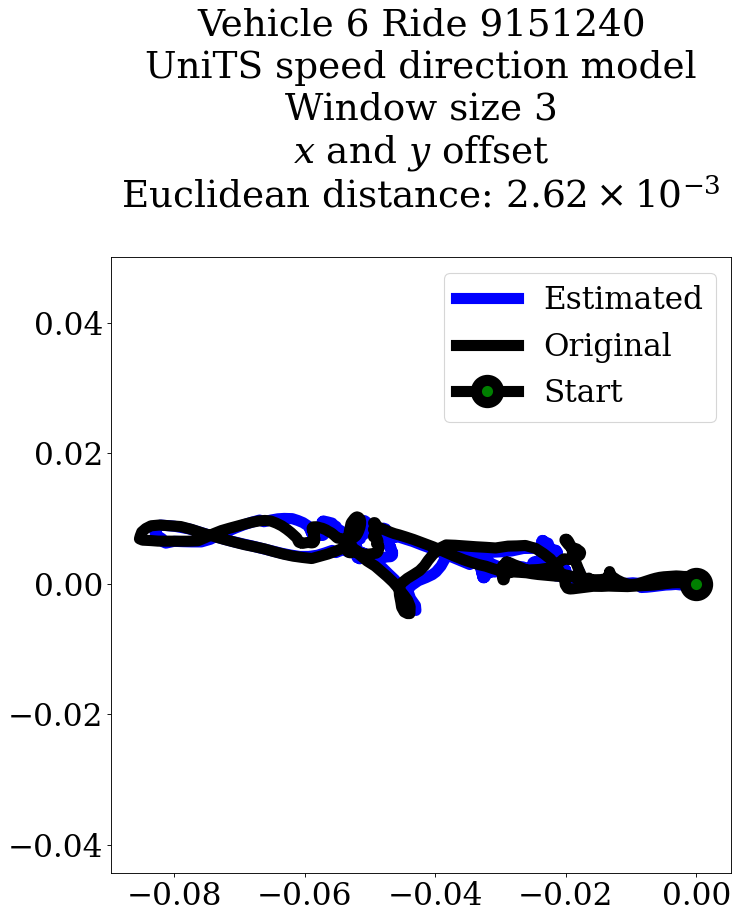 Vehicle 6 Ride 9151240
UniTS speed direction model
Window size 3
x and y offset
Euclidean distance: 2.62 × 10⁻³
Estimated
Original
Start
0.04
0.02
0.00
−0.02
−0.04
−0.08 −0.06 −0.04 −0.02 0.00